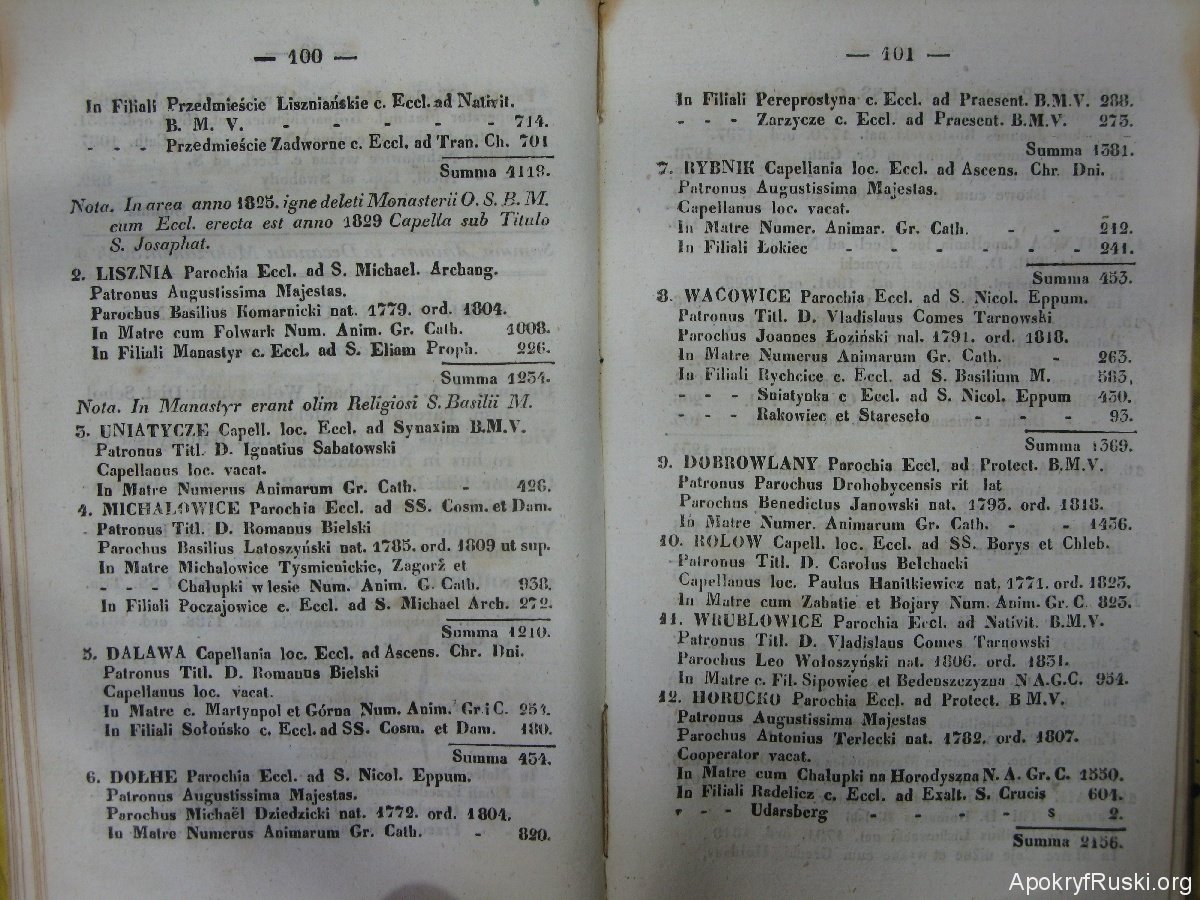 — 100 —
In Filiali Przedmieście Liszniańskie c. Eccl. ad Nativit.
B. M. V. - - - - - 714.
- - - Przedmieście Zadworne c. Eccl. ad Tran. Ch. 701
Summa 4118.
Nota. In area anno 1825. igne deleti Monasterii O. S. B. M.
cum Eccl. erecta est anno 1829 Capella sub Titulo
S. Josaphat.
2. LISZNIA Parochia Eccl. ad S. Michael. Archang.
Patronus Augustissima Majestas.
Parochus Basilius Komarnicki nat. 1779. ord. 1804.
In Matre cum Folwark Num. Anim. Gr. Cath. 1008.
In Filiali Manastyr c. Eccl. ad S. Eliam Proph. 226.
Summa 1234.
Nota. In Manastyr erant olim Religiosi S. Basilii M.
3. UNIATYCZE Capell. loc. Eccl. ad Synaxim B.M.V.
Patronus Titl. D. Ignatius Sabatowski
Capellanus loc. vacat.
In Matre Numerus Animarum Gr. Cath. - 426.
4. MICHALOWICE Parochia Eccl. ad SS. Cosm. et Dam.
Patronus Titl. D. Romanus Bielski
Parochus Basilius Latoszyński nat. 1785. ord. 1809 ut sup.
In Matre Michalowice Tysmienickie, Zagorż et
- - - Chałupki w lesie Num. Anim. G. Cath. 938.
In Filiali Poczajowice c. Eccl. ad S. Michael Arch. 272.
Summa 1210.
5. DALAWA Capellania loc. Eccl. ad Ascens. Chr. Dni.
Patronus Titl. D. Romanus Bielski
Capellanus loc. vacat.
In Matre c. Martynpol et Górna Num. Anim. Gr. C. 254.
In Filiali Sołońsko c. Eccl. ad SS. Cosm. et Dam. 180.
Summa 434.
6. DOŁHE Parochia Eccl. ad S. Nicol. Eppum.
Patronus Augustissima Majestas.
Parochus Michaël Dziedzicki nat. 1772. ord. 1804.
In Matre Numerus Animarum Gr. Cath. - 820.
— 101 —
In Filiali Pereprostyna c. Eccl. ad Praesent. B.M.V. 288.
- - - Zarzycze c. Eccl. ad Praesent. B.M.V. 273.
Summa 1381.
7. RYBNIK Capellania loc. Eccl. ad Ascens. Chr. Dni.
Patronus Augustissima Majestas.
Capellanus loc. vacat.
In Matre Numer. Animar. Gr. Cath. - - 212.
In Filiali Łokiec - - - - - 241.
Summa 453.
8. WACOWICE Parochia Eccl. ad S. Nicol. Eppum.
Patronus Titl. D. Vladislaus Comes Tarnowski
Parochus Joannes Łoziński nat. 1791. ord. 1818.
In Matre Numerus Animarum Gr. Cath. - 263.
In Filiali Rychcice c. Eccl. ad S. Basilium M. 583,
- - - Sniatynka c Eccl. ad S. Nicol. Eppum 430.
- - - Rakowiec et Staresełо - - - 93.
Summa 1369.
9. DOBROWLANY Parochia Eccl. ad Protect. B.M.V.
Patronus Parochus Drohobycensis rit lat
Parochus Benedictus Janowski nat. 1793. ord. 1818.
In Matre Numer. Animarum Gr. Cath. - - 1436.
10. ROLOW Capell. loc. Eccl. ad SS. Borys et Chleb.
Patronus Titl. D. Carolus Bełchacki
Capellanus loc. Paulus Hanitkiewicz nat. 1771. ord. 1823.
In Matre cum Zabatie et Bojary Num. Anim. Gr. C. 823.
11. WRUBLOWICE Parochia Eccl. ad Nativit. B.M.V.
Patronus Titl. D. Vladislaus Comes Tarnowski
Parochus Leo Wołoszyński nat. 1806. ord. 1831.
In Matre c. Fil. Sipowiec et Bedenszczyzna N A.G.C. 954.
12. HORUCKO Parochia Eccl. ad Protect. B M.V.
Patronus Augustissima Majestas
Parochus Antonius Terlecki nat. 1782. ord. 1807.
Cooperator vacat.
In Matre cum Chałupki na Horodyszna N. A. Gr. C. 1550.
In Filiali Radelicz c. Eccl. ad Exalt. S. Crucis 604.
- - - Udarsberg - - - - s 2.
Summa 2156.
ApokryfRuski.org